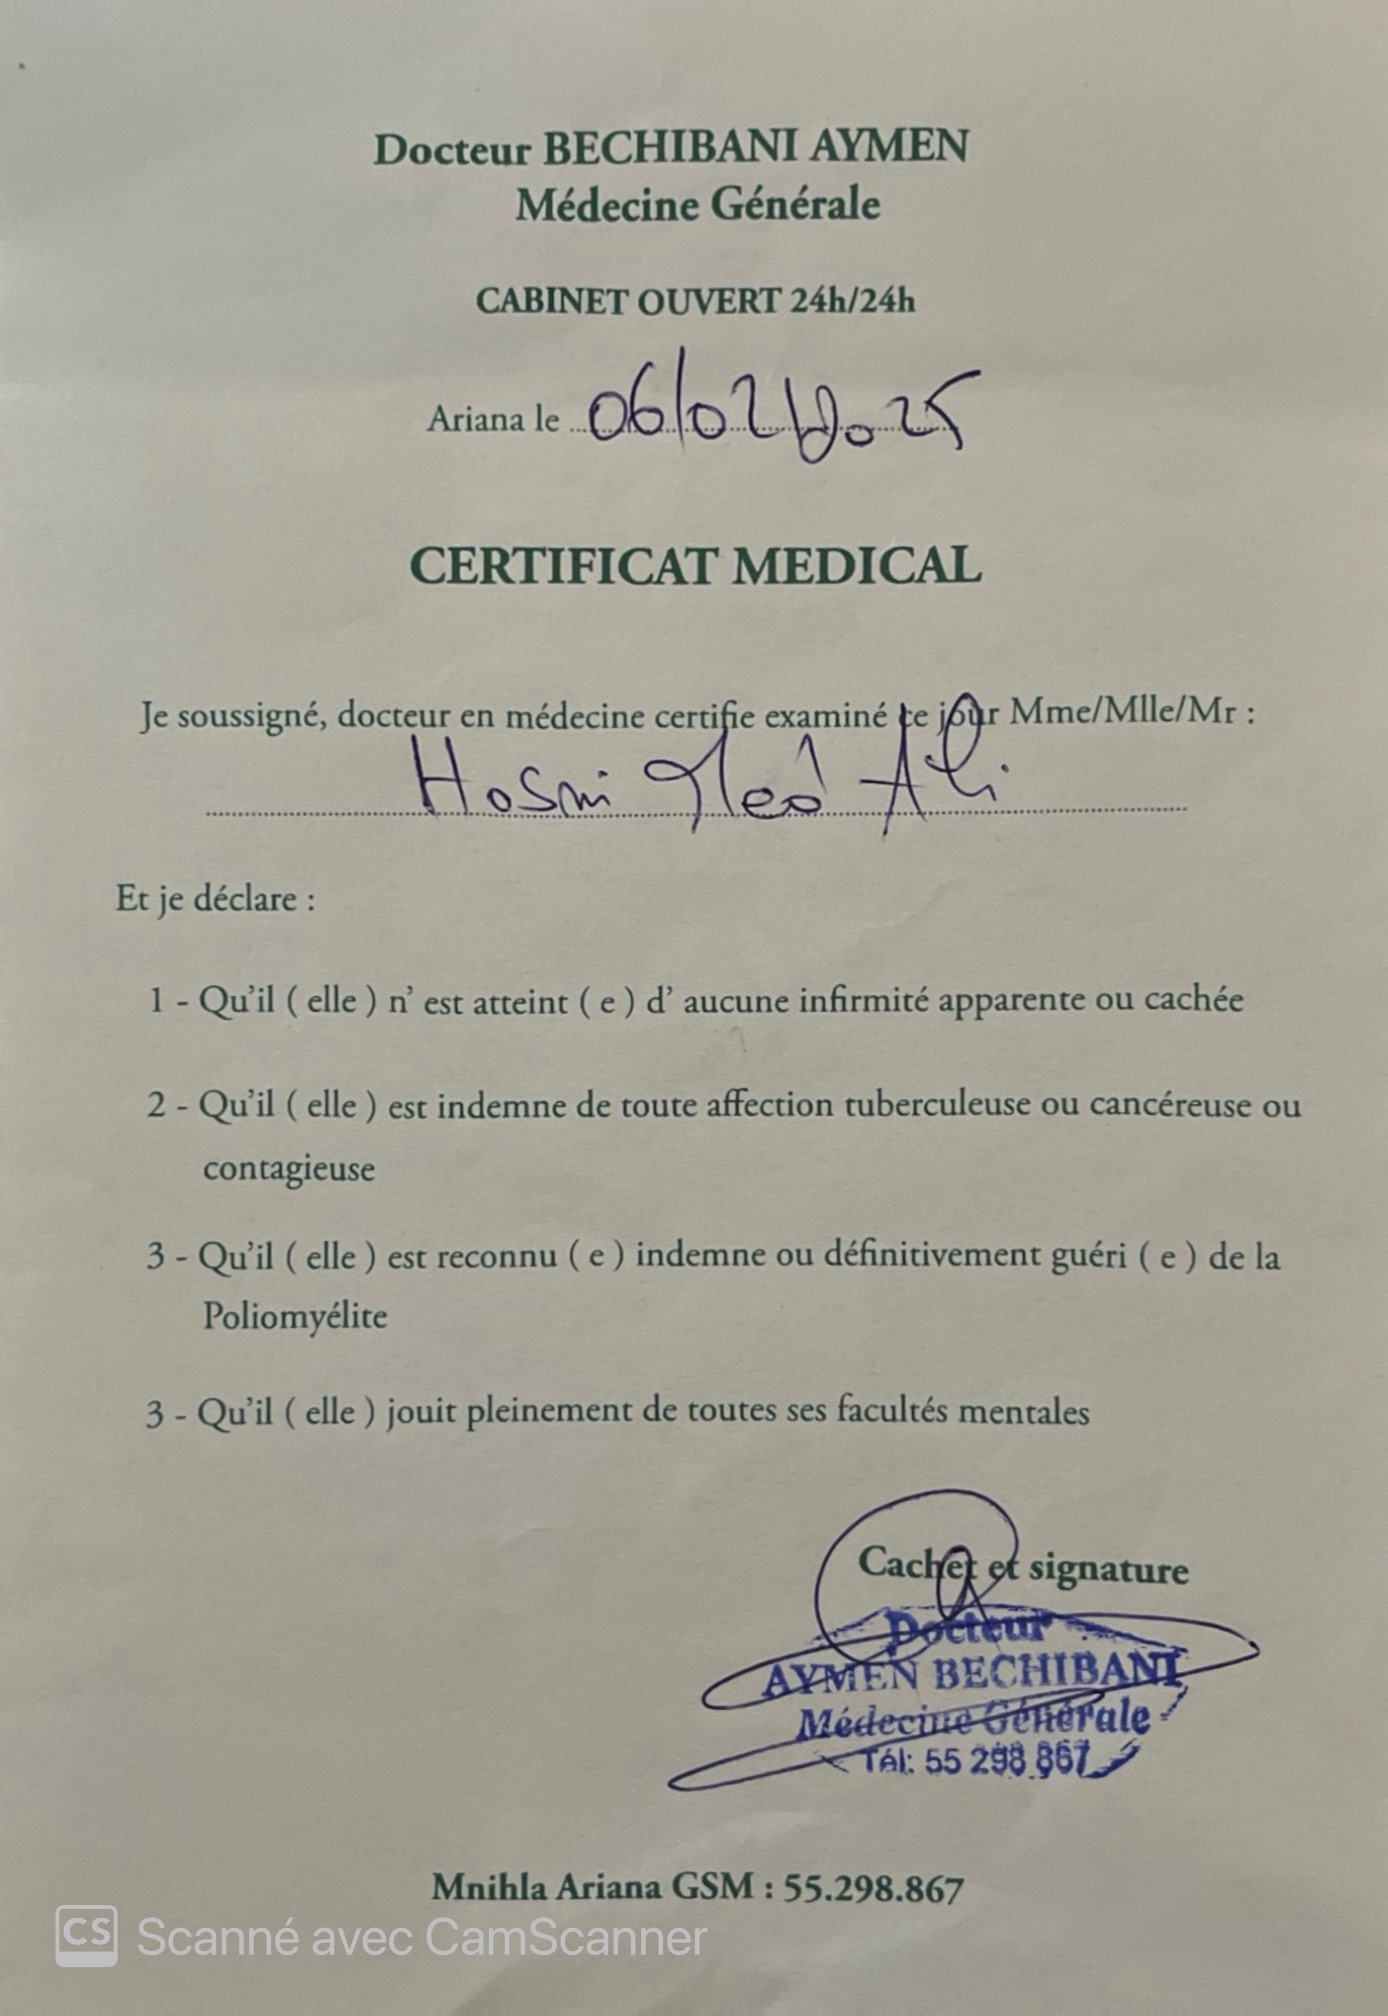 Docteur BECHIBANI AYMEN
Médecine Générale
CABINET OUVERT 24h/24h
Ariana le 06/02/2025
CERTIFICAT MEDICAL
Je soussigné, docteur en médecine certifie examiné ce jour Mme/Mlle/Mr :
Hosni Ali
Et je déclare :
1 - Qu'il ( elle ) n' est atteint ( e ) d' aucune infirmité apparente ou cachée
2 - Qu'il ( elle ) est indemne de toute affection tuberculeuse ou cancéreuse ou
contagieuse
3 - Qu'il ( elle ) est reconnu ( e ) indemne ou définitivement guéri ( e ) de la
Poliomyélite
3 - Qu'il ( elle ) jouit pleinement de toutes ses facultés mentales
Cachet et signature
Docteur
AYMEN BECHIBANI
Médecine Générale
Tél: 55 298 867
Mnihla Ariana GSM : 55.298.867
CS Scanné avec CamScanner